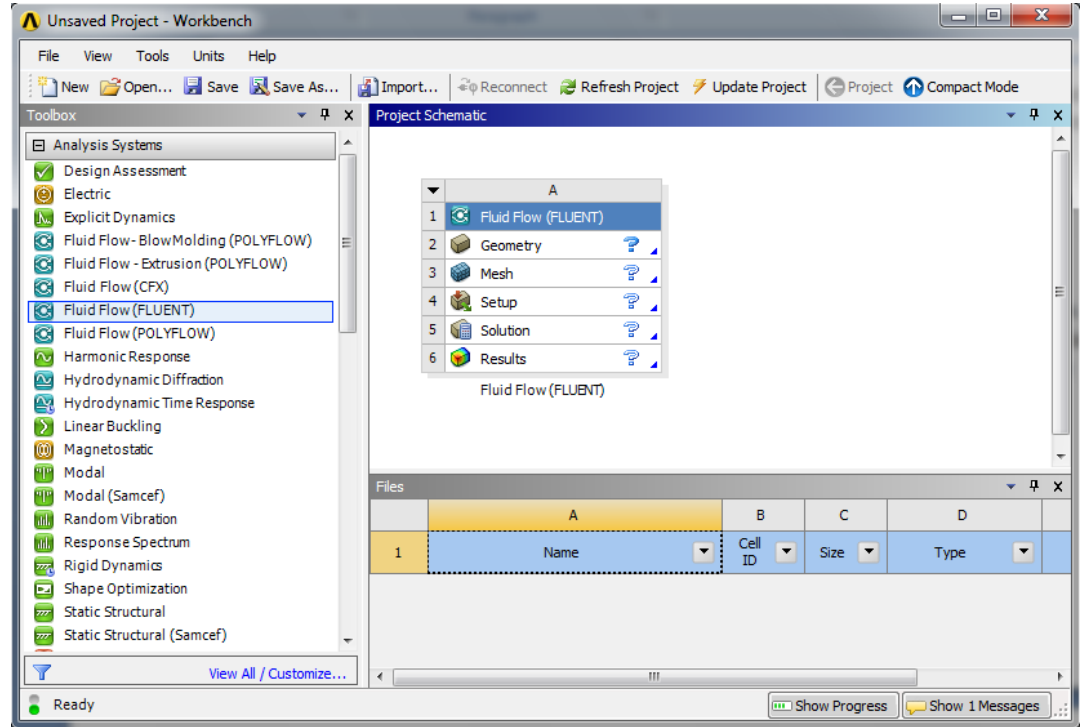 Unsaved Project - Workbench
File View Tools Units Help
New Open... Save Save As... Import... Reconnect Refresh Project Update Project Project Compact Mode
Toolbox
Analysis Systems
Design Assessment
Electric
Explicit Dynamics
Fluid Flow- BlowMolding (POLYFLOW)
Fluid Flow - Extrusion (POLYFLOW)
Fluid Flow (CFX)
Fluid Flow (FLUENT)
Fluid Flow (POLYFLOW)
Harmonic Response
Hydrodynamic Diffraction
Hydrodynamic Time Response
Linear Buckling
Magnetostatic
Modal
Modal (Samcef)
Random Vibration
Response Spectrum
Rigid Dynamics
Shape Optimization
Static Structural
Static Structural (Samcef)
View All / Customize...
Project Schematic
A
1 Fluid Flow (FLUENT)
2 Geometry ?
3 Mesh ?
4 Setup ?
5 Solution ?
6 Results ?
Fluid Flow (FLUENT)
Files
A B C D
1 Name Cell ID Size Type
Ready Show Progress Show 1 Messages